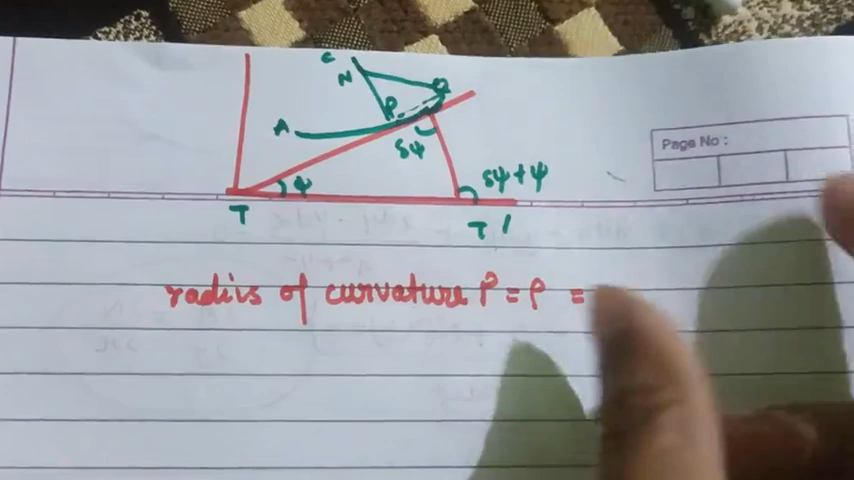 C
N
Q
P
A
δψ
ψ
δψ+ψ
T
T'
Page No :
radius of curvature P = ρ =